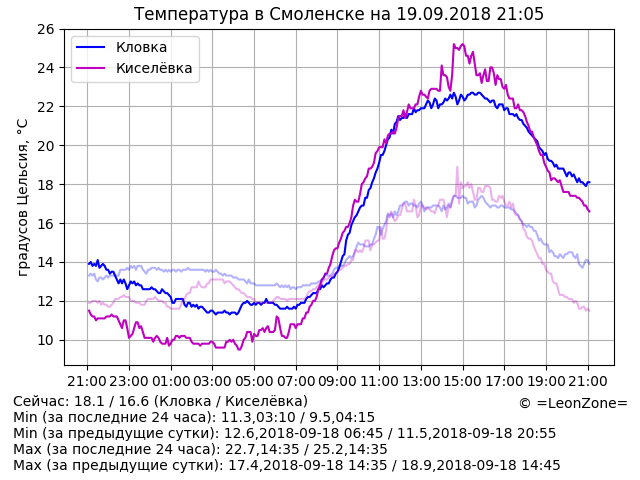 Температура в Смоленске на 19.09.2018 21:05
Кловка
Киселёвка
градусов Цельсия, °C
26
24
22
20
18
16
14
12
10
21:00 23:00 01:00 03:00 05:00 07:00 09:00 11:00 13:00 15:00 17:00 19:00 21:00
Сейчас: 18.1 / 16.6 (Кловка / Киселёвка)
© =LeonZone=
Min (за последние 24 часа): 11.3,03:10 / 9.5,04:15
Min (за предыдущие сутки): 12.6,2018-09-18 06:45 / 11.5,2018-09-18 20:55
Max (за последние 24 часа): 22.7,14:35 / 25.2,14:35
Max (за предыдущие сутки): 17.4,2018-09-18 14:35 / 18.9,2018-09-18 14:45